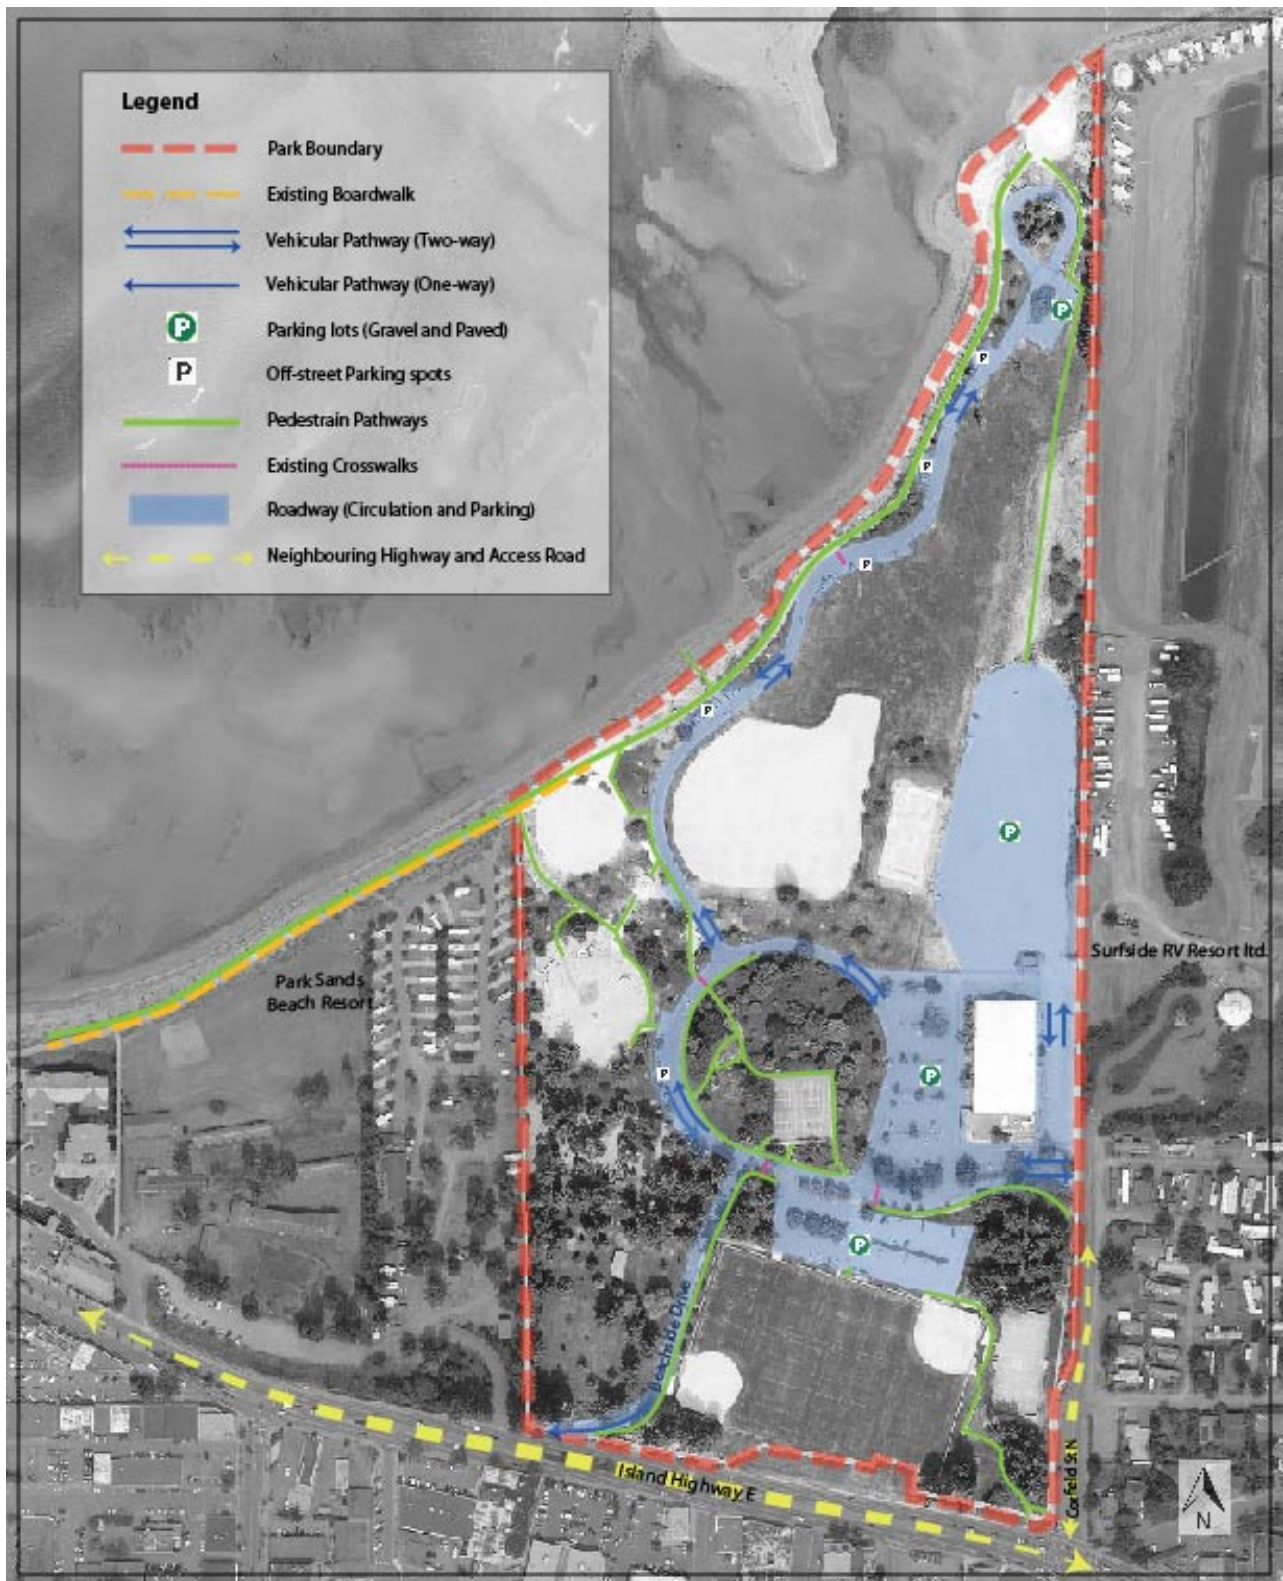 Legend
Park Boundary
Existing Boardwalk
Vehicular Pathway (Two-way)
Vehicular Pathway (One-way)
P Parking lots (Gravel and Paved)
P Off-street Parking spots
Pedestrain Pathways
Existing Crosswalks
Roadway (Circulation and Parking)
Neighbouring Highway and Access Road
P
P
P
P
P
P
Surfside RV Resort ltd.
Park Sands
Beach Resort
P
P
P
Beachside Drive
Island Highway E
Corfield St N
N